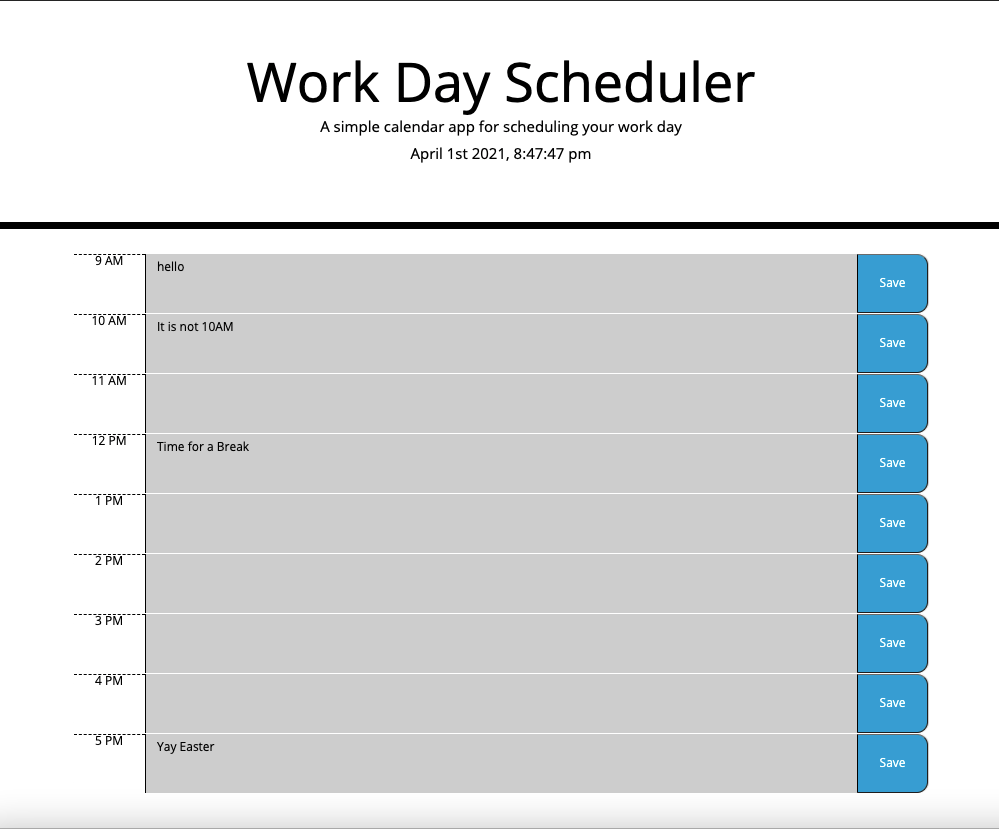 Work Day Scheduler
A simple calendar app for scheduling your work day
April 1st 2021, 8:47:47 pm
9 AM hello Save
10 AM It is not 10AM Save
11 AM Save
12 PM Time for a Break Save
1 PM Save
2 PM Save
3 PM Save
4 PM Save
5 PM Yay Easter Save